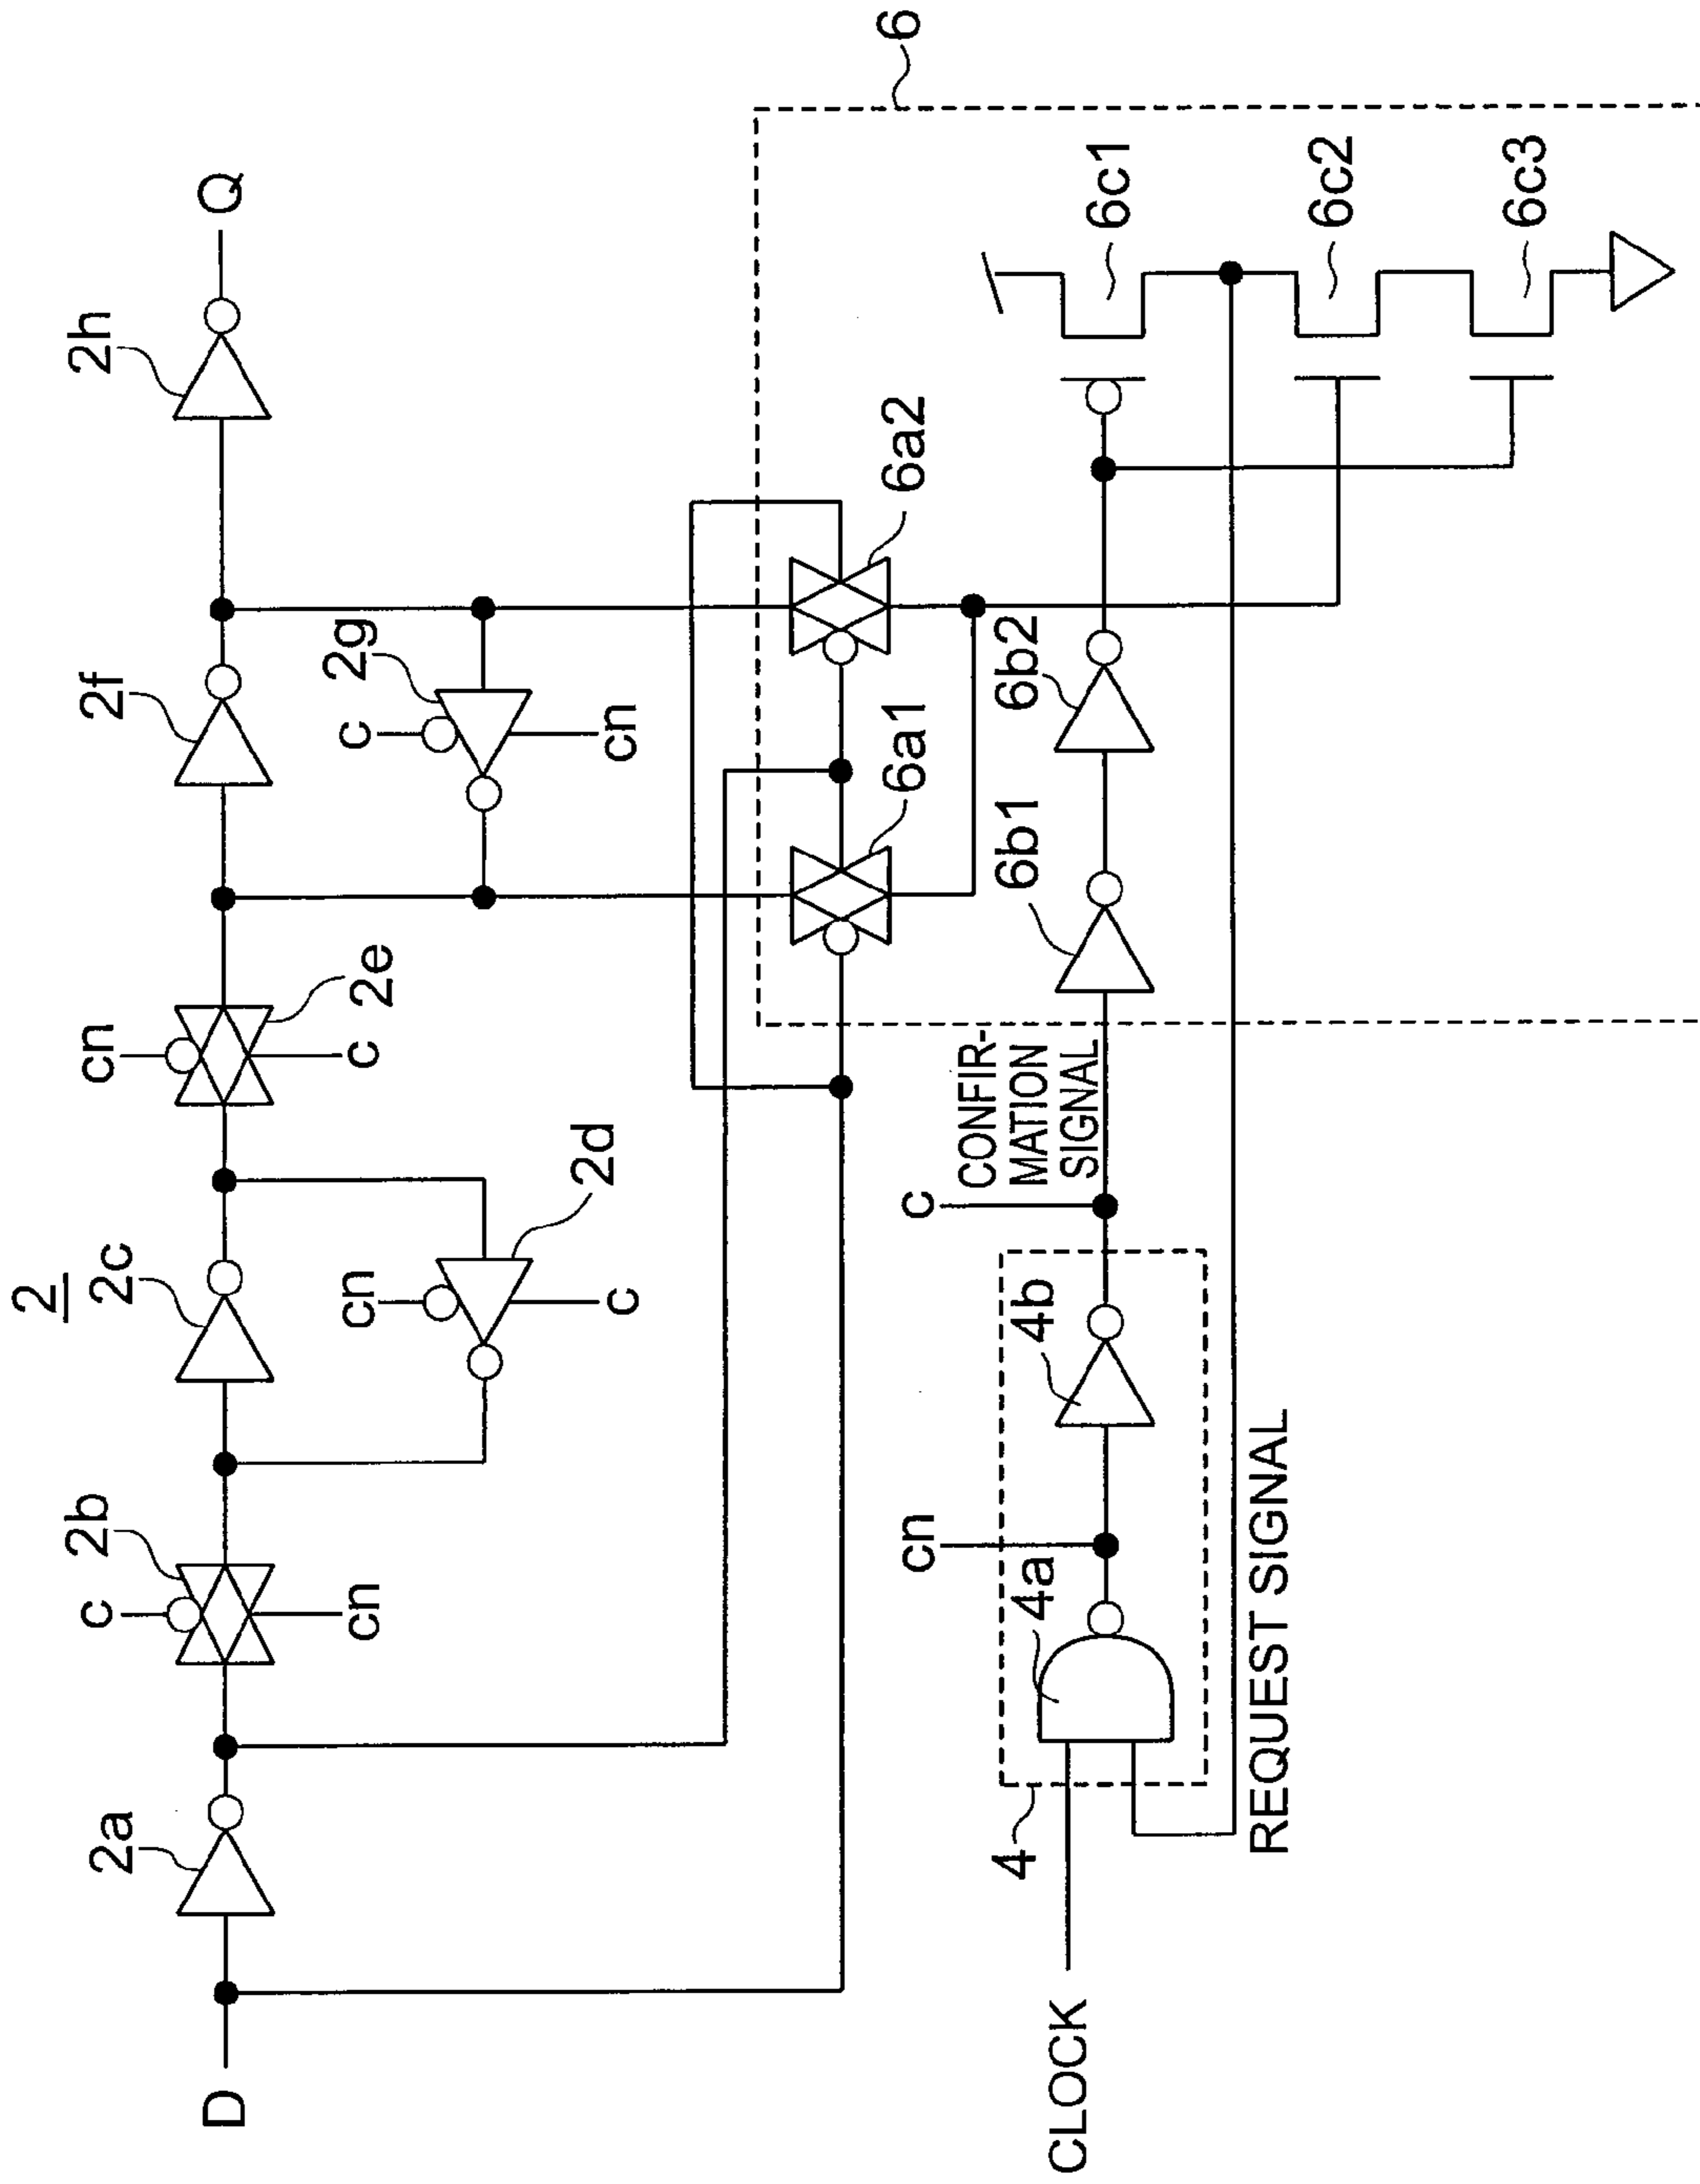 2
2a
c
2b
2c
cn
2f
2h
D
Q
cn
cn
c
2e
c
2g
2d
c
cn
6
cn
c
6a1
6a2
CONFIR-
MATION
SIGNAL
4
4a
4b
6b1
6b2
CLOCK
6c1
REQUEST SIGNAL
6c2
6c3